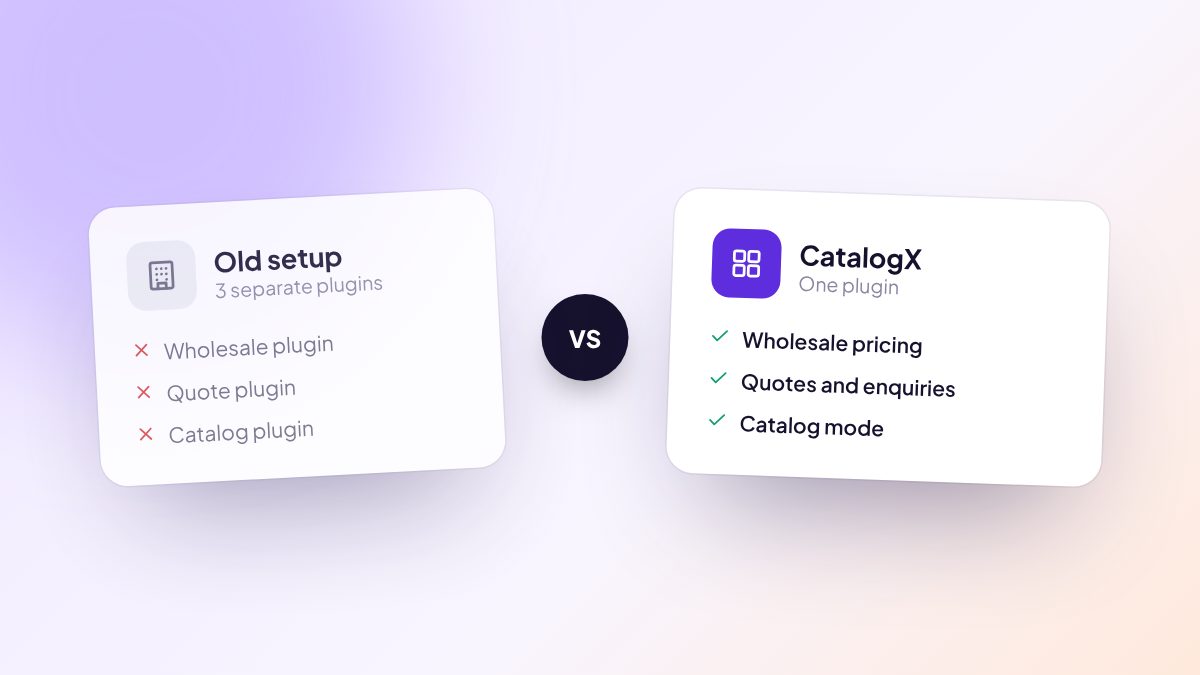 Old setup
3 separate plugins
Wholesale plugin
Quote plugin
Catalog plugin
VS
CatalogX
One plugin
Wholesale pricing
Quotes and enquiries
Catalog mode